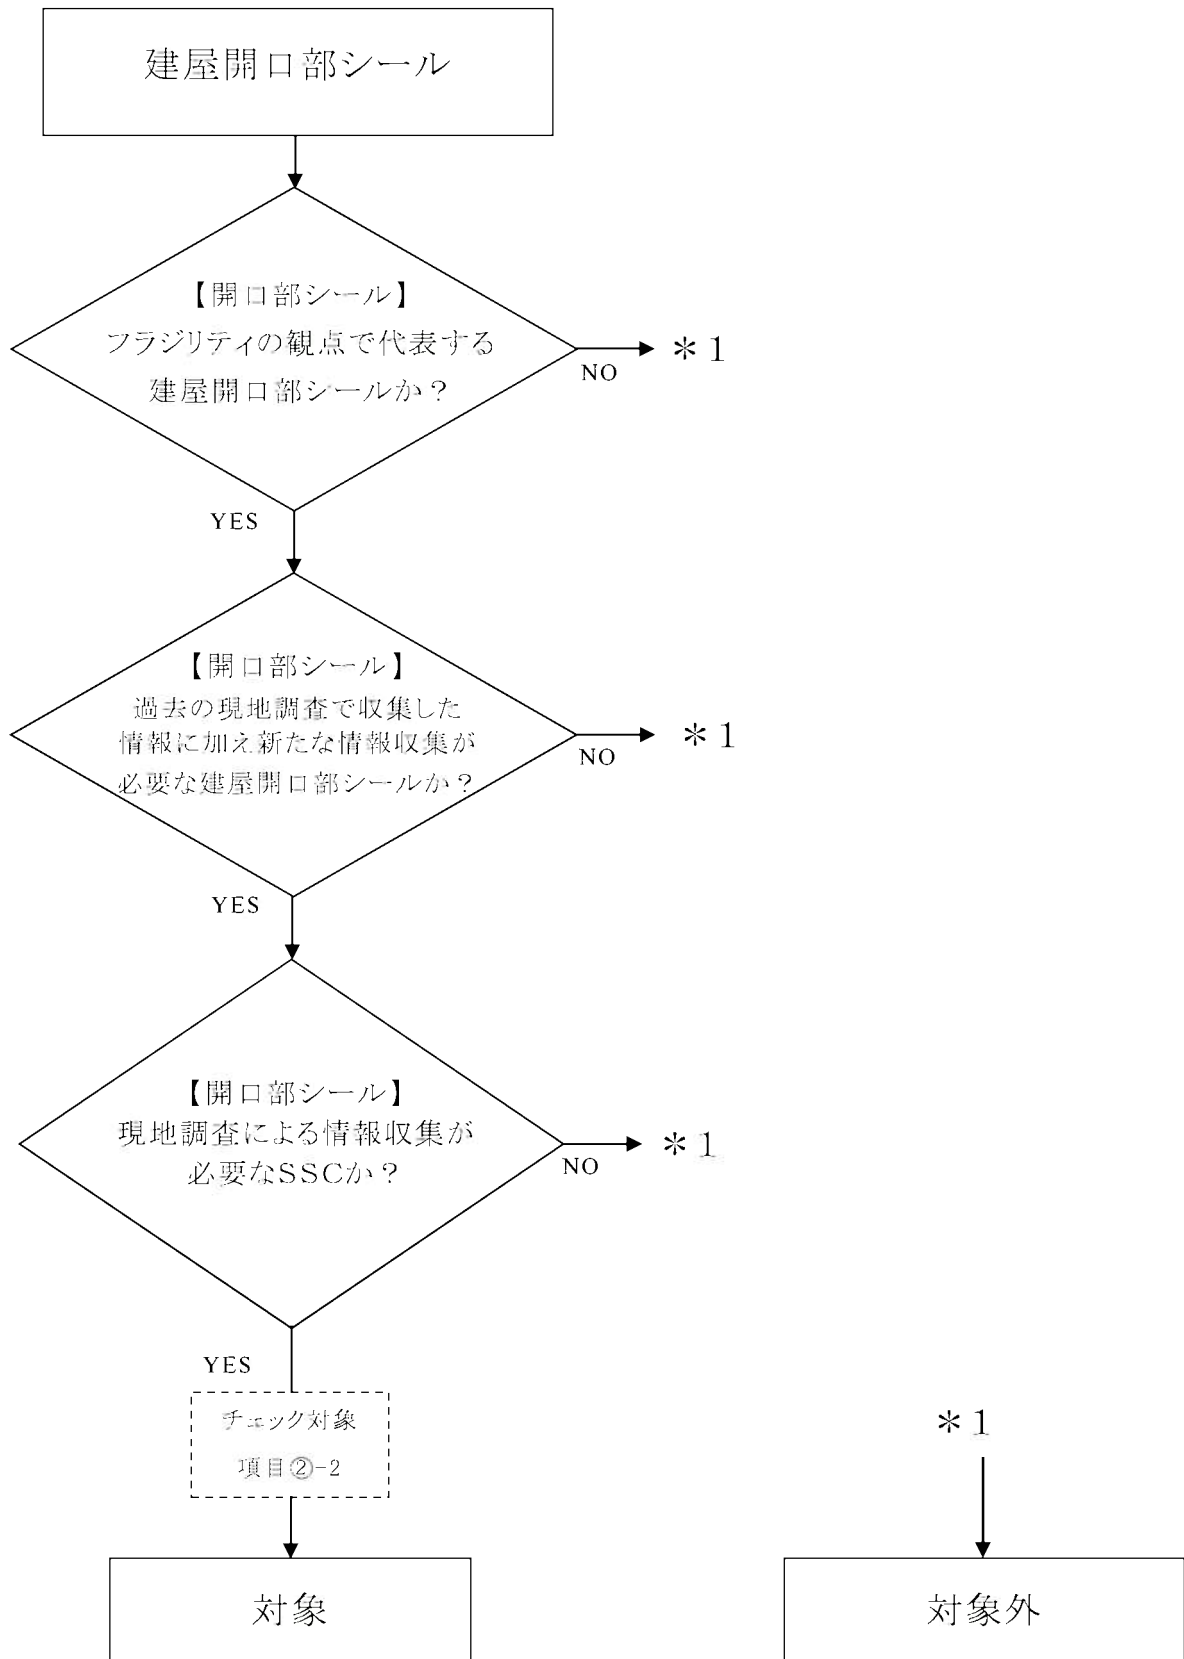 建屋開口部シール
【開口部シール】
フラジリティの観点で代表する
建屋開口部シールか？
NO
＊1
YES
【開口部シール】
過去の現地調査で収集した
情報に加え新たな情報収集が
必要な建屋開口部シールか？
NO
＊1
YES
【開口部シール】
現地調査による情報収集が
必要なSSCか？
NO
＊1
YES
チェック対象
項目②-2
対象
＊1
対象外